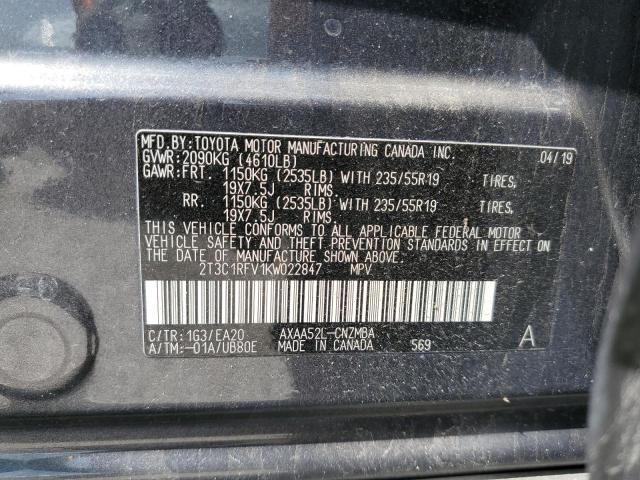 MFD.BY:TOYOTA MOTOR MANUFACTURING CANADA INC. 04/19
GVWR:2090KG (4610LB)
GAWR:FRT. 1150KG (2535LB) WITH 235/55R19 TIRES,
19X7.5J RIMS,
RR. 1150KG (2535LB) WITH 235/55R19 TIRES,
19X7.5J RIMS,
THIS VEHICLE CONFORMS TO ALL APPLICABLE FEDERAL MOTOR
VEHICLE SAFETY AND THEFT PREVENTION STANDARDS IN EFFECT ON
THE DATE OF MANUFACTURE SHOWN ABOVE.
2T3C1RFV1KW022847 MPV
C/TR:1G3/EA20 AXAA52L-CNZMBA A
A/TM:-01A/UB80E MADE IN CANADA 569